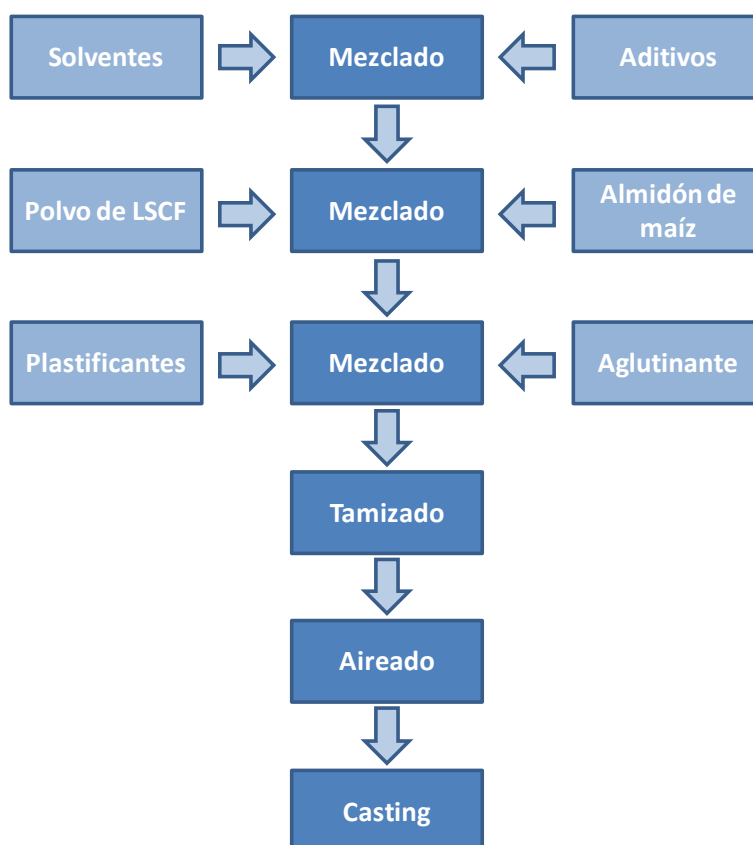 Solventes
Mezclado
Aditivos
Polvo de LSCF
Mezclado
Almidón de
maíz
Plastificantes
Mezclado
Aglutinante
Tamizado
Aireado
Casting